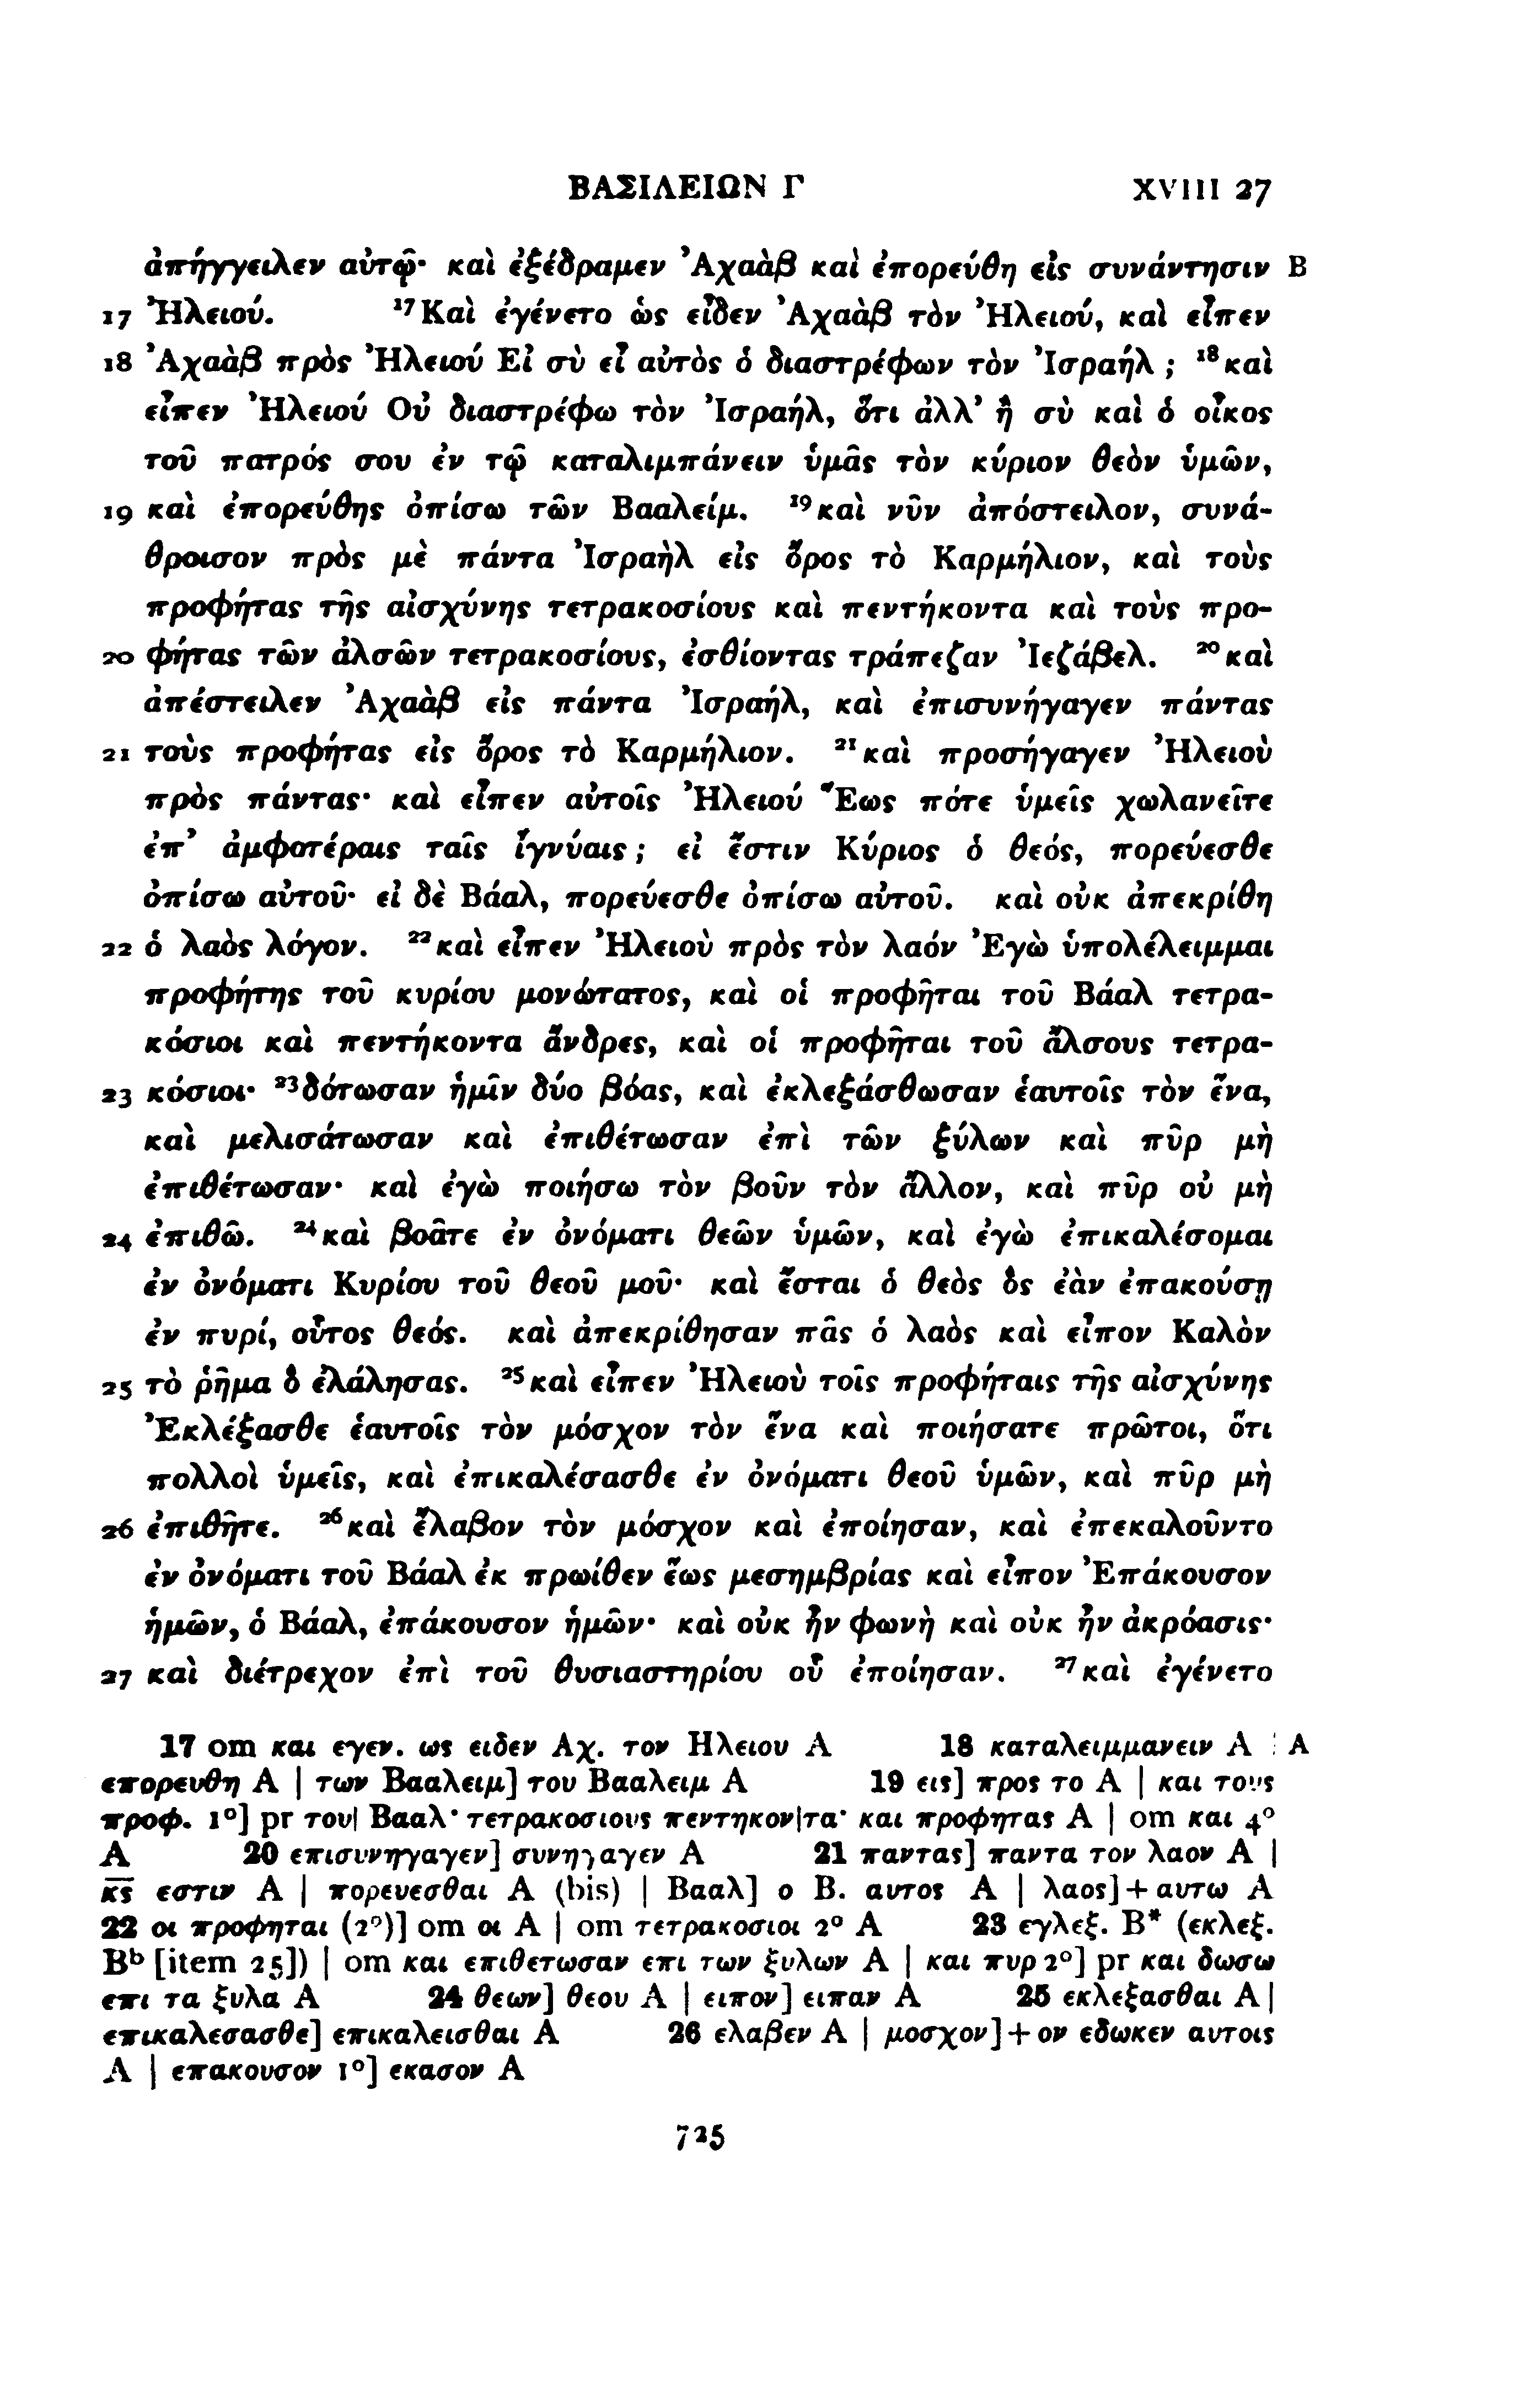 ΒΑΣΙΛΕΙΩΝ Γ XVIII 27
ἀπήγγειλεν αὐτῷ· καὶ ἐξέδραμεν Ἀχαὰβ καὶ ἐπορεύθη εἰς συνάντησιν B
17 Ἠλειού. ¹⁷Καὶ ἐγένετο ὡς εἶδεν Ἀχαὰβ τὸν Ἠλειού, καὶ εἶπεν
18 Ἀχαὰβ πρὸς Ἠλειού Εἰ σὺ εἶ αὐτὸς ὁ διαστρέφων τὸν Ἰσραήλ ; ¹⁸καὶ
εἶπεν Ἠλειού Οὐ διαστρέφω τὸν Ἰσραήλ, ὅτι ἀλλ’ ἢ σὺ καὶ ὁ οἶκος
τοῦ πατρός σου ἐν τῷ καταλιμπάνειν ὑμᾶς τὸν κύριον θεὸν ὑμῶν,
19 καὶ ἐπορεύθης ὀπίσω τῶν Βααλείμ. ¹⁹καὶ νῦν ἀπόστειλον, συνά-
θροισον πρὸς μὲ πάντα Ἰσραὴλ εἰς ὄρος τὸ Καρμήλιον, καὶ τοὺς
προφήτας τῆς αἰσχύνης τετρακοσίους καὶ πεντήκοντα καὶ τοὺς προ-
20 φήτας τῶν ἀλσῶν τετρακοσίους, ἐσθίοντας τράπεζαν Ἰεζάβελ. ²⁰καὶ
ἀπέστειλεν Ἀχαὰβ εἰς πάντα Ἰσραήλ, καὶ ἐπισυνήγαγεν πάντας
21 τοὺς προφήτας εἰς ὄρος τὸ Καρμήλιον. ²¹καὶ προσήγαγεν Ἠλειοὺ
πρὸς πάντας· καὶ εἶπεν αὐτοῖς Ἠλειού Ἕως πότε ὑμεῖς χωλανεῖτε
ἐπ’ ἀμφοτέραις ταῖς ἰγνύαις ; εἰ ἔστιν Κύριος ὁ θεός, πορεύεσθε
ὀπίσω αὐτοῦ· εἰ δὲ Βάαλ, πορεύεσθε ὀπίσω αὐτοῦ. καὶ οὐκ ἀπεκρίθη
22 ὁ λαὸς λόγον. ²²καὶ εἶπεν Ἠλειοὺ πρὸς τὸν λαόν Ἐγὼ ὑπολέλειμμαι
προφήτης τοῦ κυρίου μονώτατος, καὶ οἱ προφῆται τοῦ Βάαλ τετρα-
κόσιοι καὶ πεντήκοντα ἄνδρες, καὶ οἱ προφῆται τοῦ ἄλσους τετρα-
23 κόσιοι· ²³δότωσαν ἡμῖν δύο βόας, καὶ ἐκλεξάσθωσαν ἑαυτοῖς τὸν ἕνα,
καὶ μελισάτωσαν καὶ ἐπιθέτωσαν ἐπὶ τῶν ξύλων καὶ πῦρ μὴ
ἐπιθέτωσαν· καὶ ἐγὼ ποιήσω τὸν βοῦν τὸν ἄλλον, καὶ πῦρ οὐ μὴ
24 ἐπιθῶ. ²⁴καὶ βοᾶτε ἐν ὀνόματι θεῶν ὑμῶν, καὶ ἐγὼ ἐπικαλέσομαι
ἐν ὀνόματι Κυρίου τοῦ θεοῦ μοῦ· καὶ ἔσται ὁ θεὸς ὃς ἐὰν ἐπακούσῃ
ἐν πυρί, οὗτος θεός. καὶ ἀπεκρίθησαν πᾶς ὁ λαὸς καὶ εἶπον Καλὸν
25 τὸ ῥῆμα ὃ ἐλάλησας. ²⁵καὶ εἶπεν Ἠλειοὺ τοῖς προφήταις τῆς αἰσχύνης
Ἐκλέξασθε ἑαυτοῖς τὸν μόσχον τὸν ἕνα καὶ ποιήσατε πρῶτοι, ὅτι
πολλοὶ ὑμεῖς, καὶ ἐπικαλέσασθε ἐν ὀνόματι θεοῦ ὑμῶν, καὶ πῦρ μὴ
26 ἐπιθῆτε. ²⁶καὶ ἔλαβον τὸν μόσχον καὶ ἐποίησαν, καὶ ἐπεκαλοῦντο
ἐν ὀνόματι τοῦ Βάαλ ἐκ πρωίθεν ἕως μεσημβρίας καὶ εἶπον Ἐπάκουσον
ἡμῶν, ὁ Βάαλ, ἐπάκουσον ἡμῶν· καὶ οὐκ ἦν φωνὴ καὶ οὐκ ἦν ἀκρόασις·
27 καὶ διέτρεχον ἐπὶ τοῦ θυσιαστηρίου οὗ ἐποίησαν. ²⁷καὶ ἐγένετο
17 om και εγεν. ως ειδεν Αχ. τον Ηλειου A 18 καταλειμμανειν A | A
επορευθη A | των Βααλειμ] του Βααλειμ A 19 εις] προς το A | και τους
προφ. 1°] pr του| Βααλ· τετρακοσιους πεντηκον|τα· και προφητας A | om και 4°
A 20 επισυνηγαγεν] συνηγαγεν A 21 παντας] παντα τον λαον A |
κ̅ς̅ εστιν A | πορευεσθαι A (bis) | Βααλ] ο Β. αυτος A | λαος] + αυτω A
22 οι προφηται (2°)] om οι A | om τετρακοσιοι 2° A 23 εγλεξ. B* (εκλεξ.
Bᵇ [item 25]) | om και επιθετωσαν επι των ξυλων A | και πυρ 2°] pr και δωσω
επι τα ξυλα A 24 θεων] θεου A | ειπον] ειπαν A 25 εκλεξασθαι A |
επικαλεσασθε] επικαλεισθαι A 26 ελαβεν A | μοσχον] + ον εδωκεν αυτοις
A | επακουσον 1°] εκασον A
725